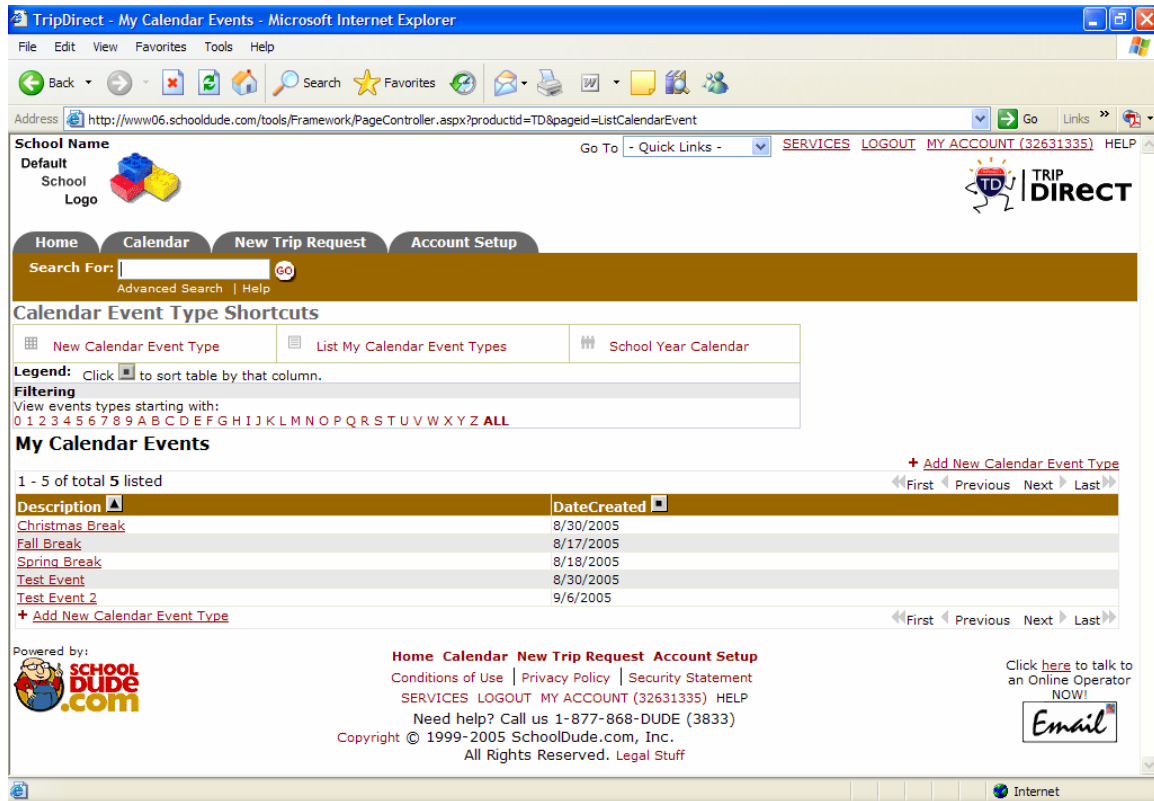 TripDirect - My Calendar Events - Microsoft Internet Explorer
File Edit View Favorites Tools Help
Back Search Favorites
Address http://www06.schooldude.com/tools/Framework/PageController.aspx?productid=TD&pageid=ListCalendarEvent Go Links »
School Name Go To - Quick Links - SERVICES LOGOUT MY ACCOUNT (32631335) HELP
Default
School
Logo
TD TRIP
DIRECT
Home Calendar New Trip Request Account Setup
Search For: GO
Advanced Search | Help
Calendar Event Type Shortcuts
New Calendar Event Type List My Calendar Event Types School Year Calendar
Legend: Click to sort table by that column.
Filtering
View events types starting with:
0 1 2 3 4 5 6 7 8 9 A B C D E F G H I J K L M N O P Q R S T U V W X Y Z ALL
My Calendar Events
+ Add New Calendar Event Type
1 - 5 of total 5 listed First Previous Next Last
Description DateCreated
Christmas Break 8/30/2005
Fall Break 8/17/2005
Spring Break 8/18/2005
Test Event 8/30/2005
Test Event 2 9/6/2005
+ Add New Calendar Event Type First Previous Next Last
Powered by:
SCHOOL
DUDE
.COM
Home Calendar New Trip Request Account Setup
Conditions of Use | Privacy Policy | Security Statement
SERVICES LOGOUT MY ACCOUNT (32631335) HELP
Need help? Call us 1-877-868-DUDE (3833)
Copyright © 1999-2005 SchoolDude.com, Inc.
All Rights Reserved. Legal Stuff
Click here to talk to
an Online Operator
NOW!
Email
Internet